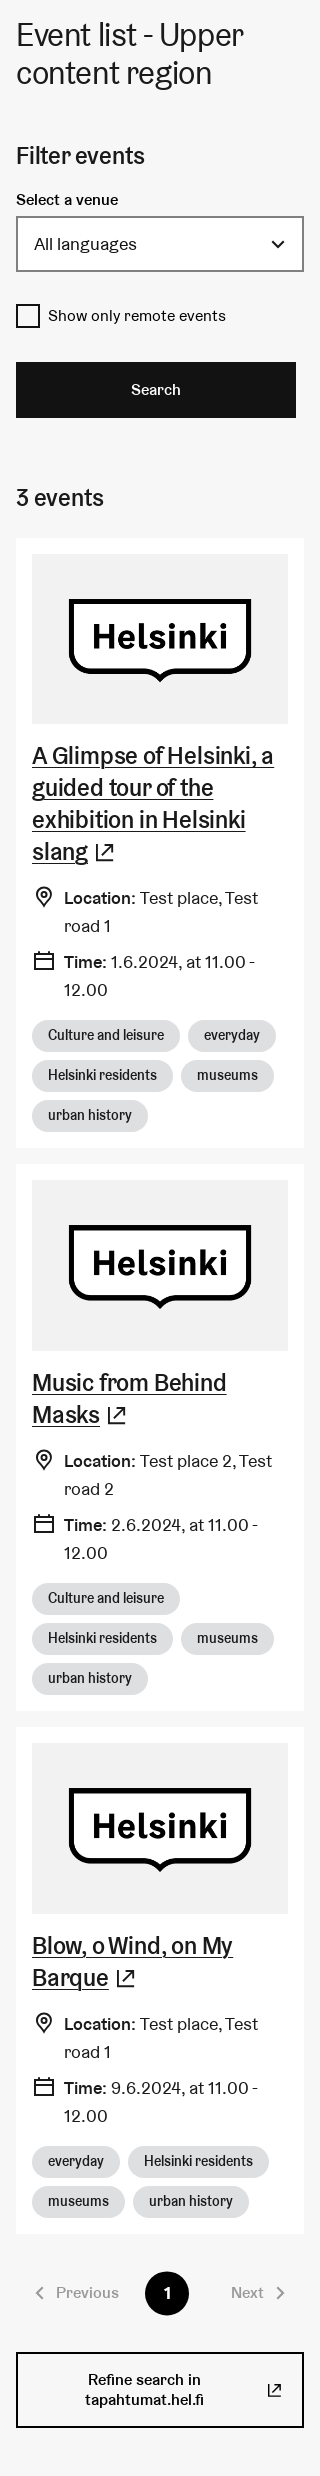 Event list - Upper
content region
Filter events
Select a venue
All languages
Show only remote events
Search
3 events
Helsinki
A Glimpse of Helsinki, a
guided tour of the
exhibition in Helsinki
slang
Location: Test place, Test
road 1
Time: 1.6.2024, at 11.00 -
12.00
Culture and leisure everyday
Helsinki residents museums
urban history
Helsinki
Music from Behind
Masks
Location: Test place 2, Test
road 2
Time: 2.6.2024, at 11.00 -
12.00
Culture and leisure
Helsinki residents museums
urban history
Helsinki
Blow, o Wind, on My
Barque
Location: Test place, Test
road 1
Time: 9.6.2024, at 11.00 -
12.00
everyday Helsinki residents
museums urban history
Previous 1 Next
Refine search in
tapahtumat.hel.fi